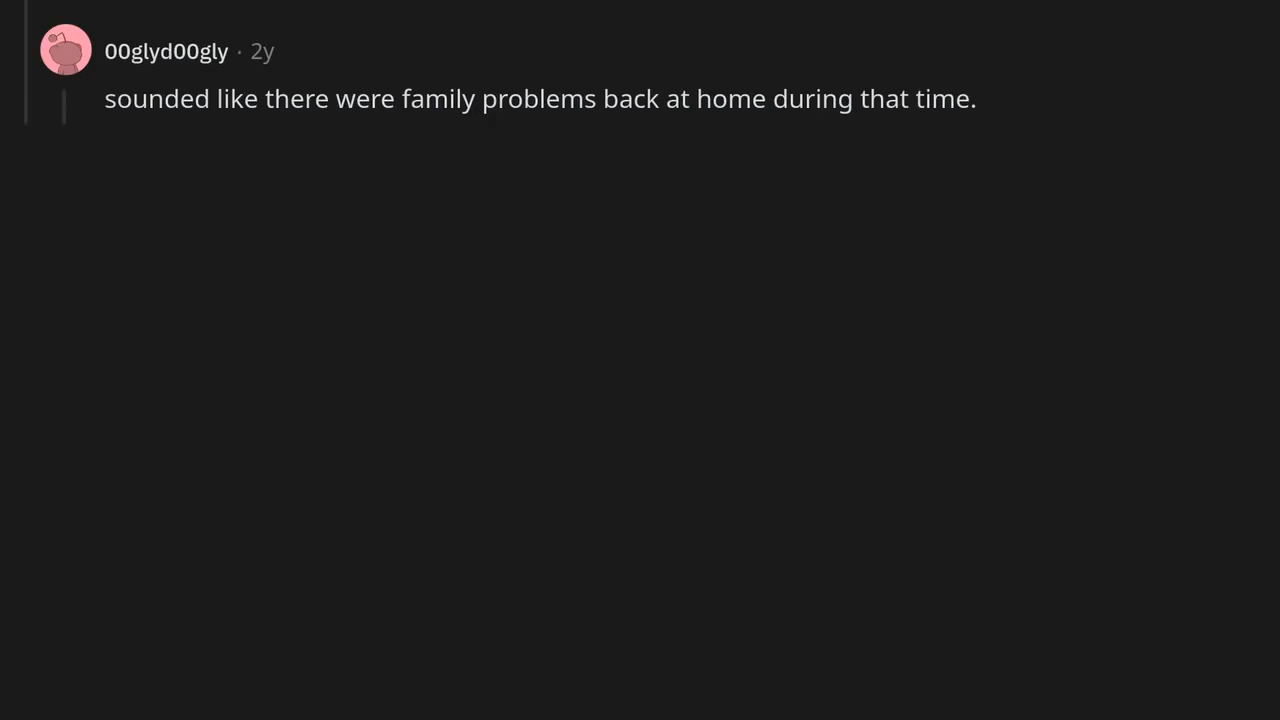 00glyd00gly · 2y
sounded like there were family problems back at home during that time.